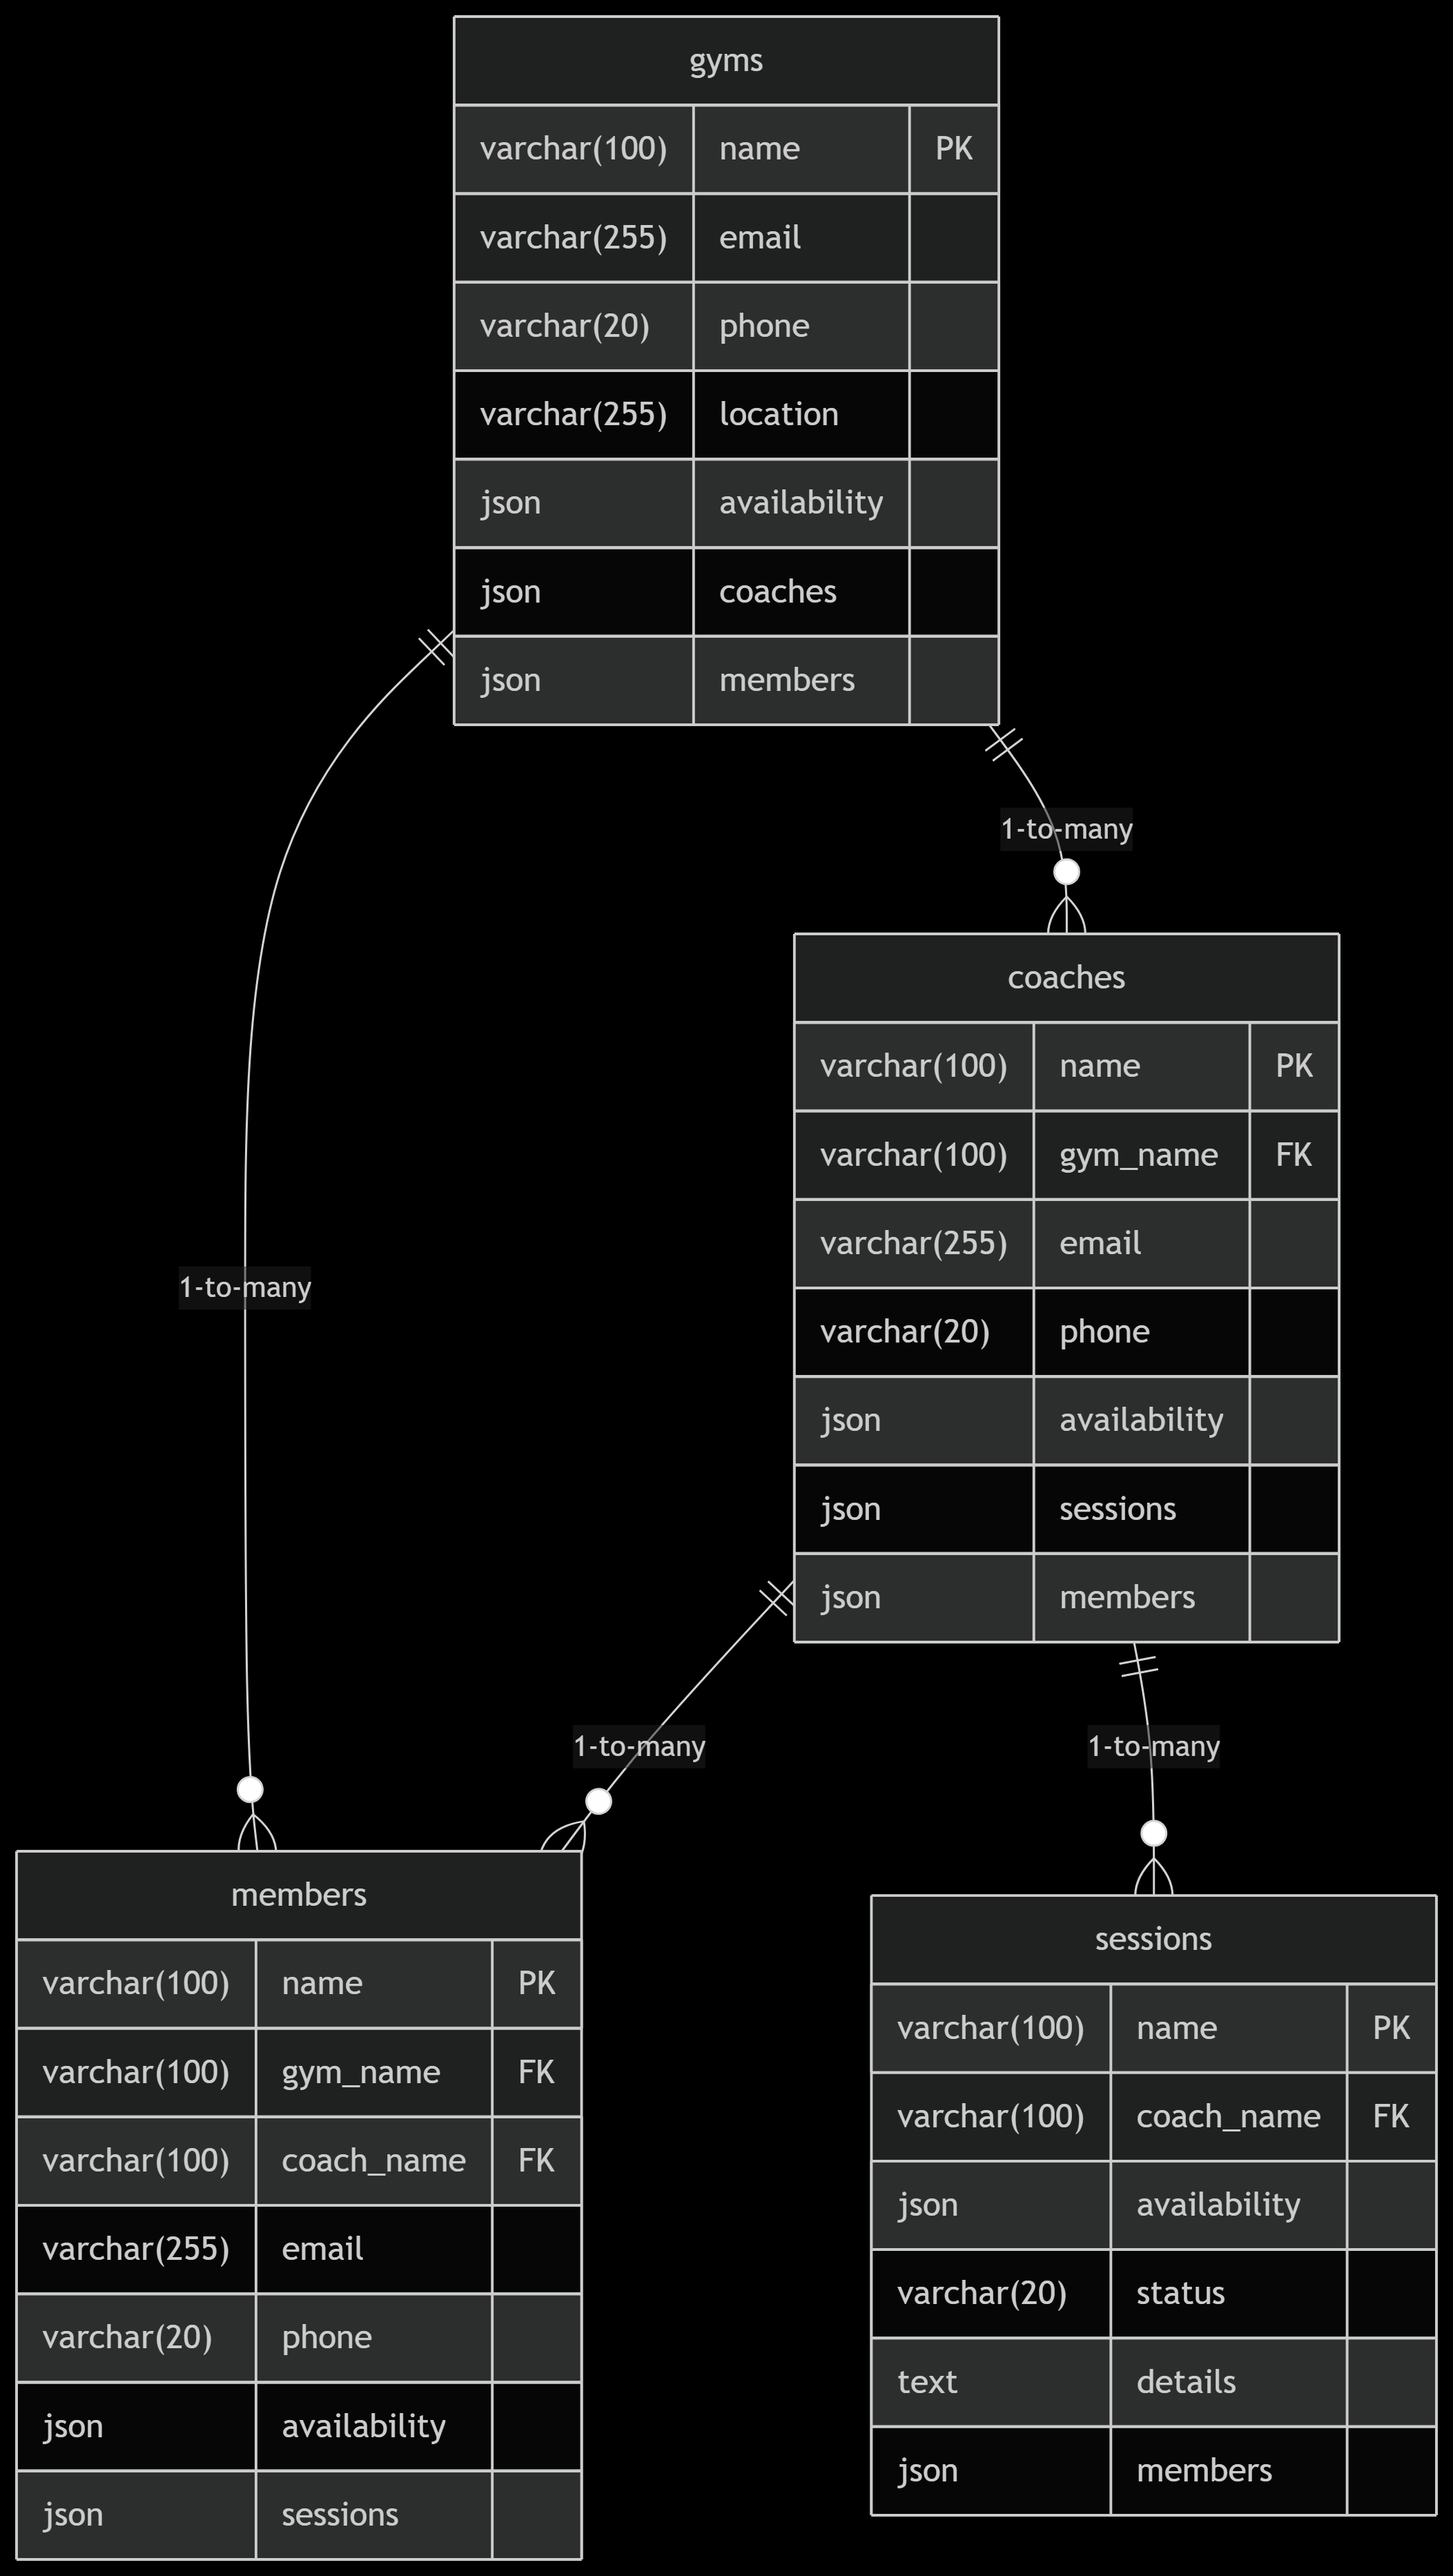 gyms
varchar(100) name PK
varchar(255) email
varchar(20) phone
varchar(255) location
json availability
json coaches
json members
1-to-many
coaches
varchar(100) name PK
varchar(100) gym_name FK
varchar(255) email
varchar(20) phone
json availability
json sessions
json members
1-to-many
1-to-many
1-to-many
members
varchar(100) name PK
varchar(100) gym_name FK
varchar(100) coach_name FK
varchar(255) email
varchar(20) phone
json availability
json sessions
sessions
varchar(100) name PK
varchar(100) coach_name FK
json availability
varchar(20) status
text details
json members